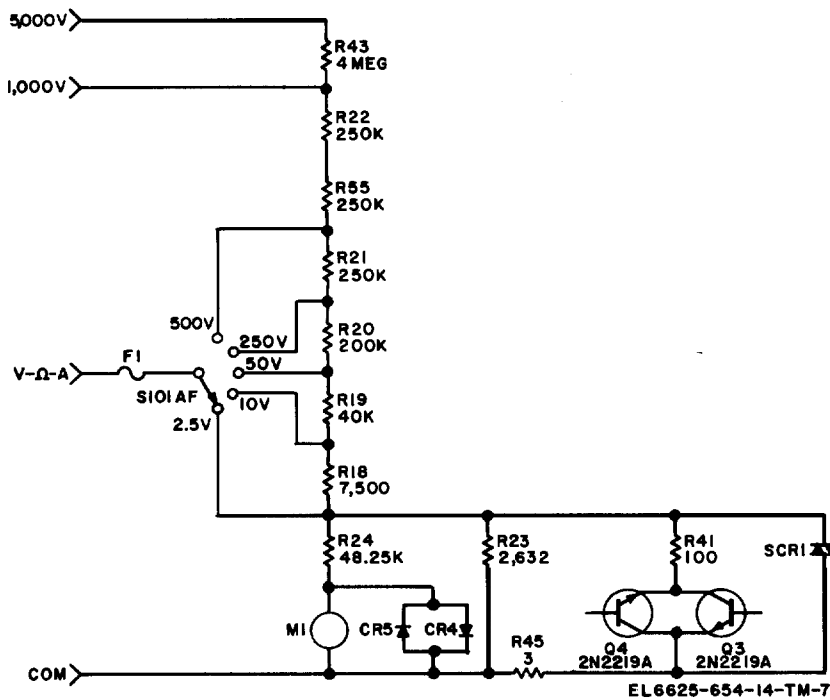 5,000V
R43
4 MEG
1,000V
R22
250K
R55
250K
R21
250K
500V
250V
R20
200K
F1
V-Ω-A
50V
S101AF
10V
R19
40K
2.5V
R18
7,500
R24
48.25K
R23
2,632
R41
100
SCR1
M1
CR5
CR4
R45
3
Q4
2N2219A
Q3
2N2219A
COM
EL6625-654-14-TM-7